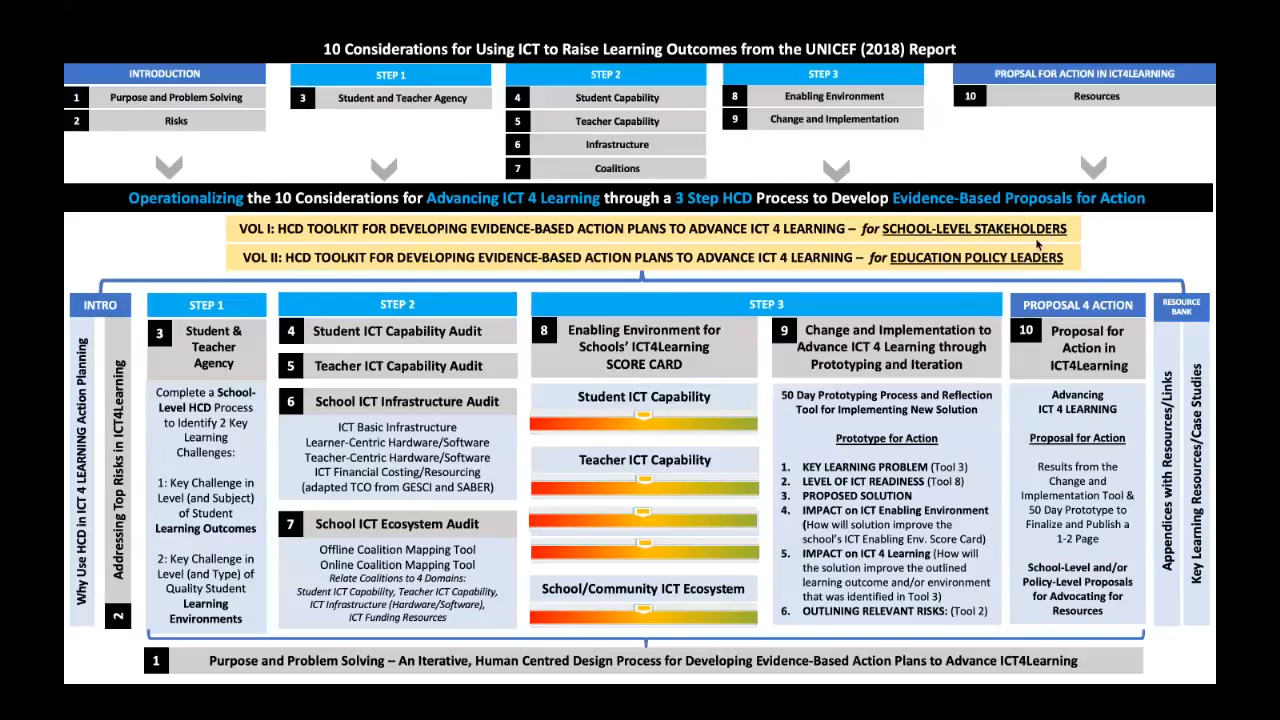 10 Considerations for Using ICT to Raise Learning Outcomes from the UNICEF (2018) Report
INTRODUCTION
1 Purpose and Problem Solving
2 Risks
STEP 1
3 Student and Teacher Agency
STEP 2
4 Student Capability
5 Teacher Capability
6 Infrastructure
7 Coalitions
STEP 3
8 Enabling Environment
9 Change and Implementation
PROPSAL FOR ACTION IN ICT4LEARNING
10 Resources
Operationalizing the 10 Considerations for Advancing ICT 4 Learning through a 3 Step HCD Process to Develop Evidence-Based Proposals for Action
VOL I: HCD TOOLKIT FOR DEVELOPING EVIDENCE-BASED ACTION PLANS TO ADVANCE ICT 4 LEARNING – for SCHOOL-LEVEL STAKEHOLDERS
VOL II: HCD TOOLKIT FOR DEVELOPING EVIDENCE-BASED ACTION PLANS TO ADVANCE ICT 4 LEARNING – for EDUCATION POLICY LEADERS
INTRO
Why Use HCD in ICT 4 LEARNING Action Planning
Addressing Top Risks in ICT4Learning
2
STEP 1
3 Student &
Teacher
Agency
Complete a School-
Level HCD Process
to Identify 2 Key
Learning
Challenges:
1: Key Challenge in
Level (and Subject)
of Student
Learning Outcomes
2: Key Challenge in
Level (and Type) of
Quality Student
Learning
Environments
STEP 2
4 Student ICT Capability Audit
5 Teacher ICT Capability Audit
6 School ICT Infrastructure Audit
ICT Basic Infrastructure
Learner-Centric Hardware/Software
Teacher-Centric Hardware/Software
ICT Financial Costing/Resourcing
(adapted TCO from GESCI and SABER)
7 School ICT Ecosystem Audit
Offline Coalition Mapping Tool
Online Coalition Mapping Tool
Relate Coalitions to 4 Domains:
Student ICT Capability, Teacher ICT Capability,
ICT Infrastructure (Hardware/Software),
ICT Funding Resources
STEP 3
8 Enabling Environment for
Schools' ICT4Learning
SCORE CARD
Student ICT Capability
Teacher ICT Capability
School/Community ICT Ecosystem
9 Change and Implementation to
Advance ICT 4 Learning through
Prototyping and Iteration
50 Day Prototyping Process and Reflection
Tool for Implementing New Solution
Prototype for Action
1. KEY LEARNING PROBLEM (Tool 3)
2. LEVEL OF ICT READINESS (Tool 8)
3. PROPOSED SOLUTION
4. IMPACT on ICT Enabling Environment
(How will solution improve the
school's ICT Enabling Env. Score Card)
5. IMPACT on ICT 4 Learning (How will
the solution improve the outlined
learning outcome and/or environment
that was identified in Tool 3)
6. OUTLINING RELEVANT RISKS: (Tool 2)
PROPOSAL 4 ACTION
10 Proposal for
Action in
ICT4Learning
Advancing
ICT 4 LEARNING
Proposal for Action
Results from the
Change and
Implementation Tool &
50 Day Prototype to
Finalize and Publish a
1-2 Page
School-Level and/or
Policy-Level Proposals
for Advocating for
Resources
RESOURCE
BANK
Appendices with Resources/Links
Key Learning Resources/Case Studies
1 Purpose and Problem Solving – An Iterative, Human Centred Design Process for Developing Evidence-Based Action Plans to Advance ICT4Learning